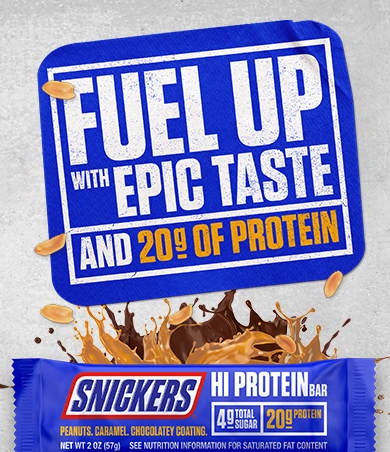 FUEL UP
WITH EPIC TASTE
AND 20g OF PROTEIN
SNICKERS HI PROTEIN BAR
4g TOTAL SUGAR 20g PROTEIN
PEANUTS. CARAMEL. CHOCOLATEY COATING.
NET WT 2 OZ (57g) SEE NUTRITION INFORMATION FOR SATURATED FAT CONTENT